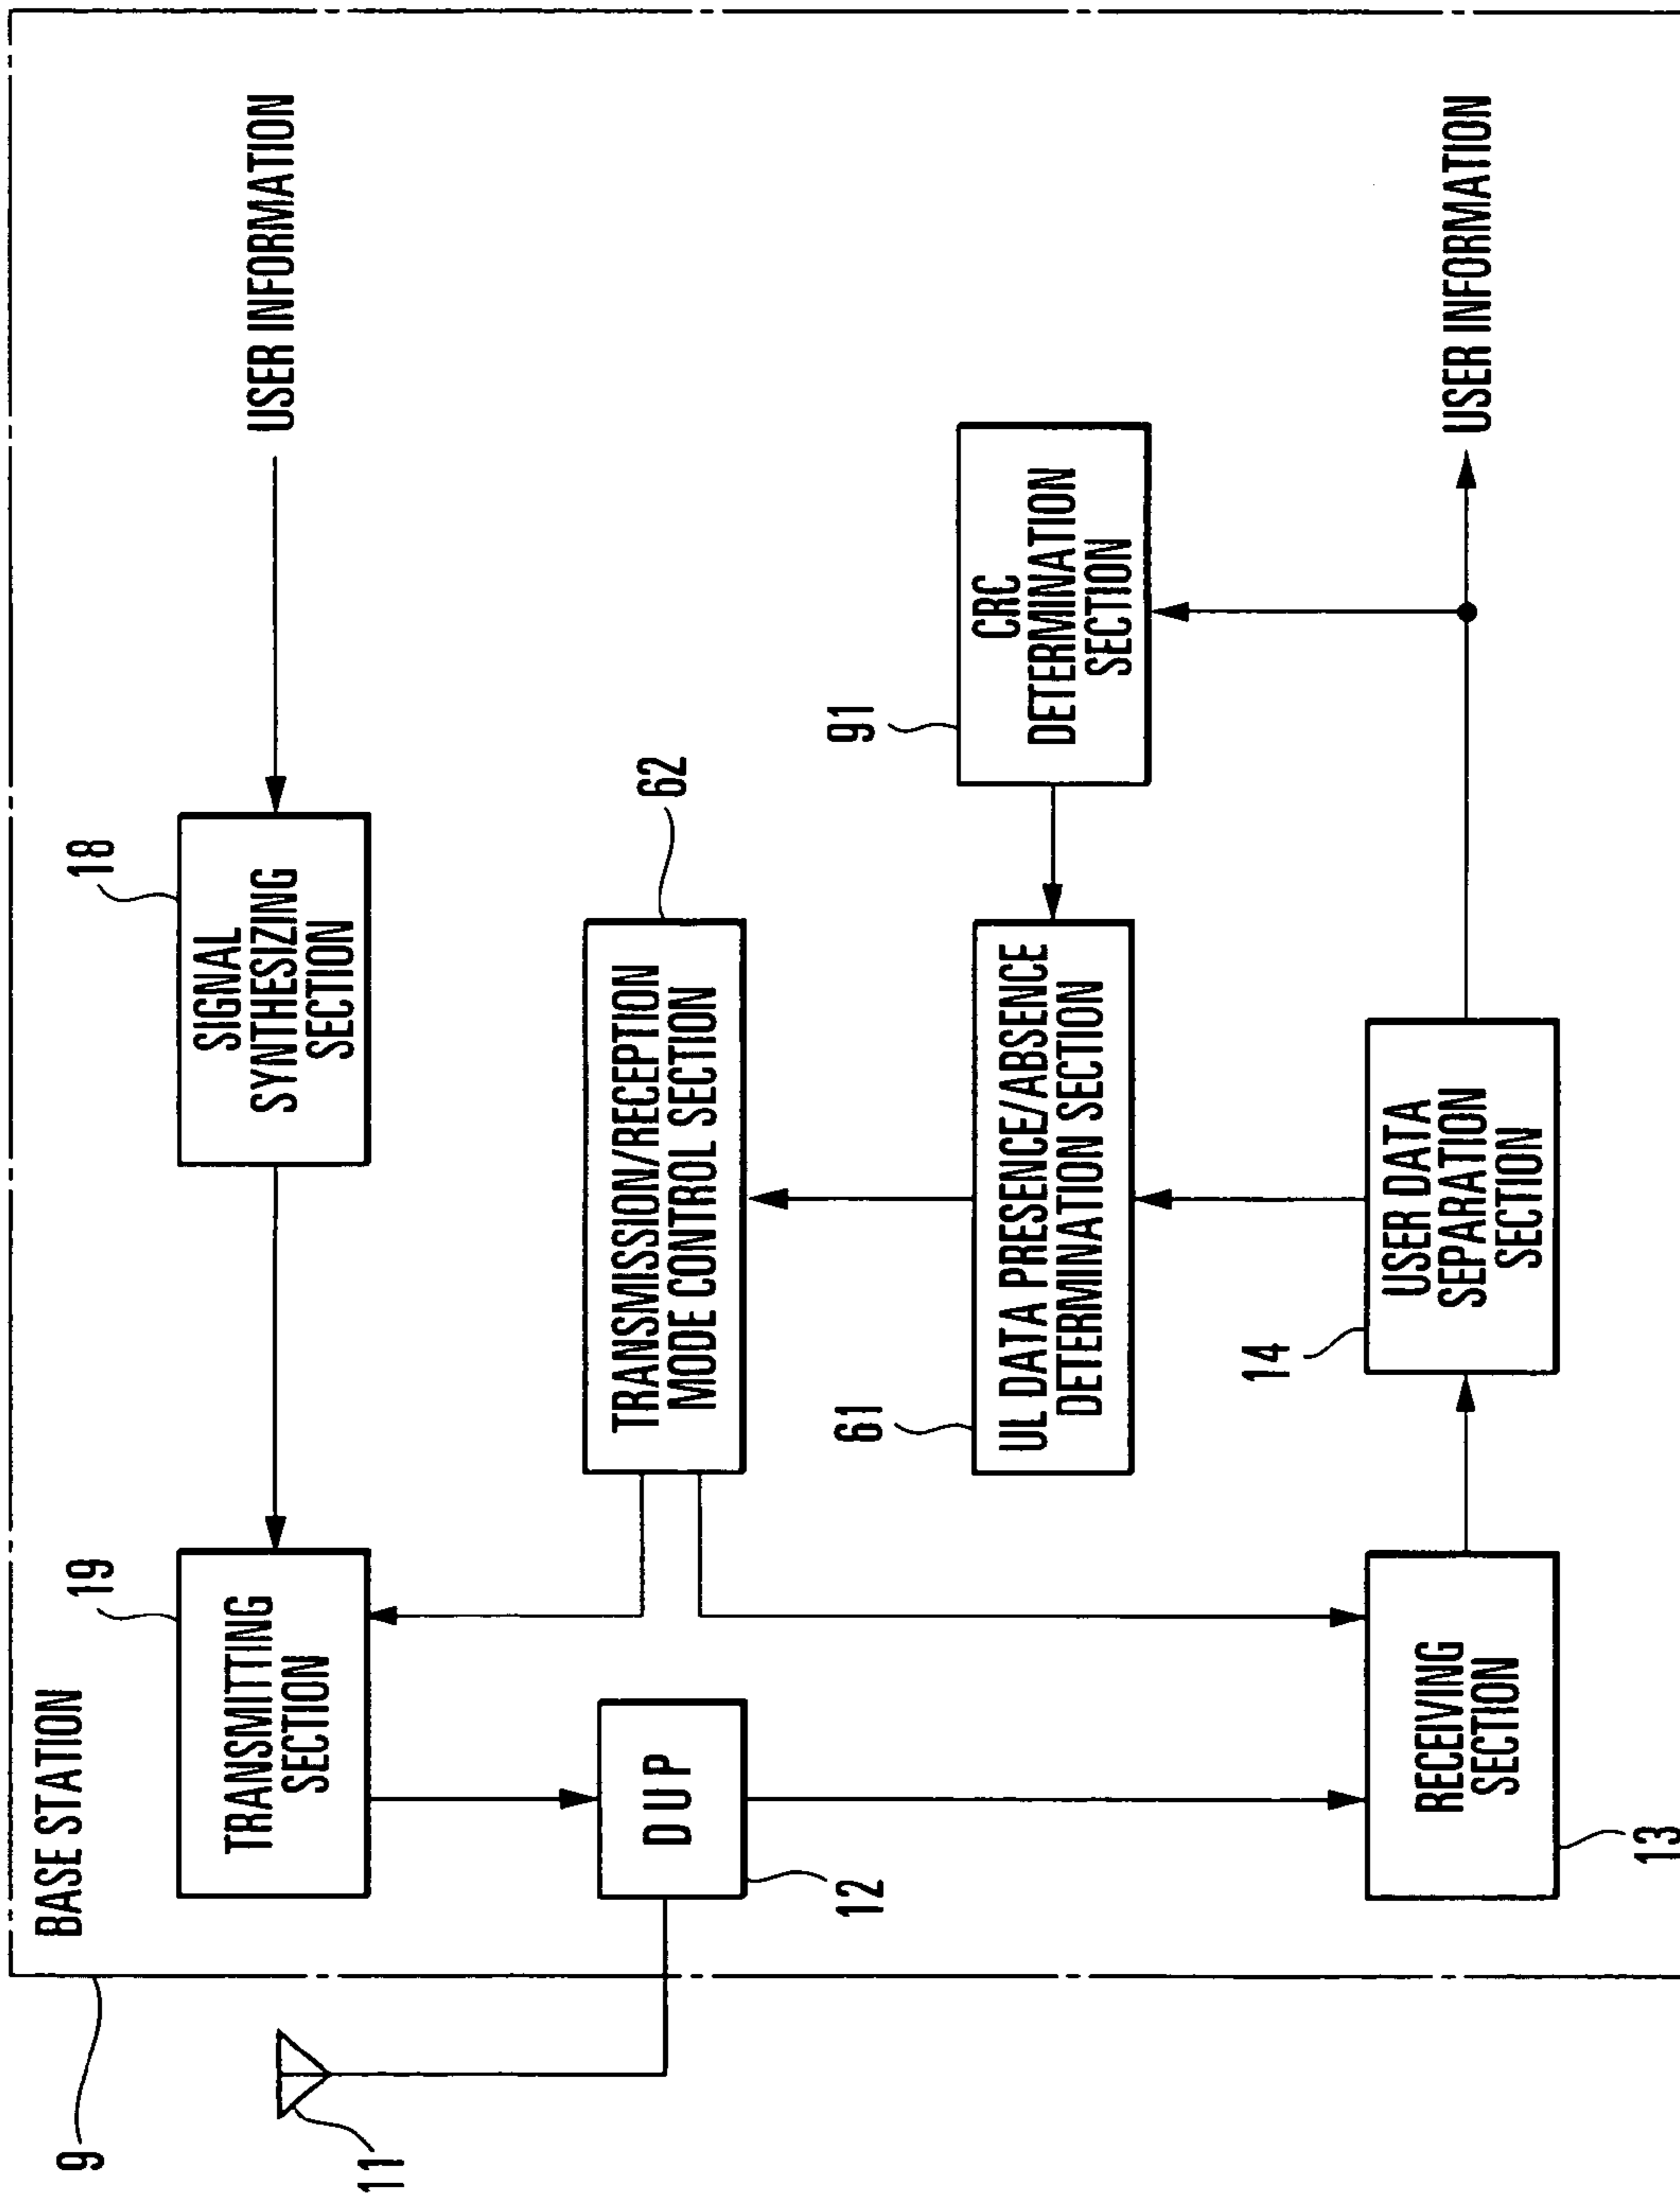 9
BASE STATION
11
19
TRANSMITTING
SECTION
18
SIGNAL
SYNTHESIZING
SECTION
USER INFORMATION
12
DUP
62
TRANSMISSION/RECEPTION
MODE CONTROL SECTION
61
UL DATA PRESENCE/ABSENCE
DETERMINATION SECTION
91
CRC
DETERMINATION
SECTION
13
RECEIVING
SECTION
14
USER DATA
SEPARATION
SECTION
USER INFORMATION